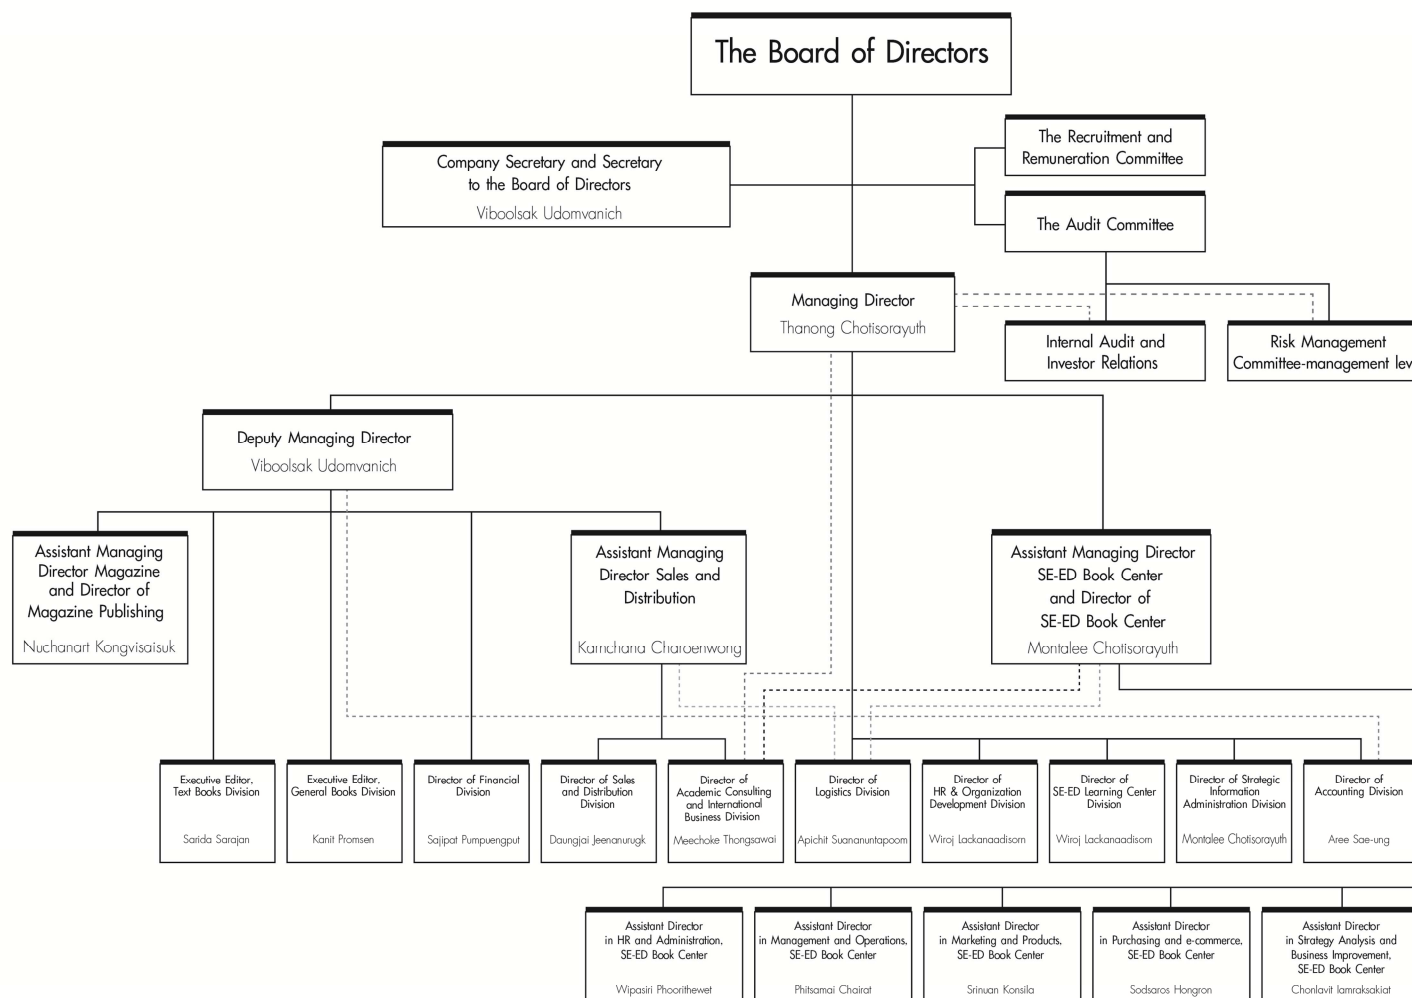 The Board of Directors
Company Secretary and Secretary
to the Board of Directors
Viboolsak Udomvanich
The Recruitment and
Remuneration Committee
The Audit Committee
Managing Director
Thanong Chotisorayuth
Internal Audit and
Investor Relations
Risk Management
Committee-management lev
Deputy Managing Director
Viboolsak Udomvanich
Assistant Managing
Director Magazine
and Director of
Magazine Publishing
Nuchanart Kongvisaisuk
Assistant Managing
Director Sales and
Distribution
Karnchana Charoenwong
Assistant Managing Director
SE-ED Book Center
and Director of
SE-ED Book Center
Montalee Chotisorayuth
Executive Editor,
Text Books Division
Sarida Sarajan
Executive Editor,
General Books Division
Kanit Promsen
Director of Financial
Division
Sajipat Pumpuengput
Director of Sales
and Distribution
Division
Daungjai Jeenanurugk
Director of
Academic Consulting
and International
Business Division
Meechoke Thongsawai
Director of
Logistics Division
Apichit Suananuntapoom
Director of
HR & Organization
Development Division
Wiroj Lackanaadisorn
Director of
SE-ED Learning Center
Division
Wiroj Lackanaadisorn
Director of Strategic
Information
Administration Division
Montalee Chotisorayuth
Director of
Accounting Division
Aree Sae-ung
Assistant Director
in HR and Administration,
SE-ED Book Center
Wipasiri Phoorithewet
Assistant Director
in Management and Operations,
SE-ED Book Center
Phitsamai Chairat
Assistant Director
in Marketing and Products,
SE-ED Book Center
Srinuan Konsila
Assistant Director
in Purchasing and e-commerce,
SE-ED Book Center
Sodsaros Hongron
Assistant Director
in Strategy Analysis and
Business Improvement,
SE-ED Book Center
Chonlavit Iamraksakiat